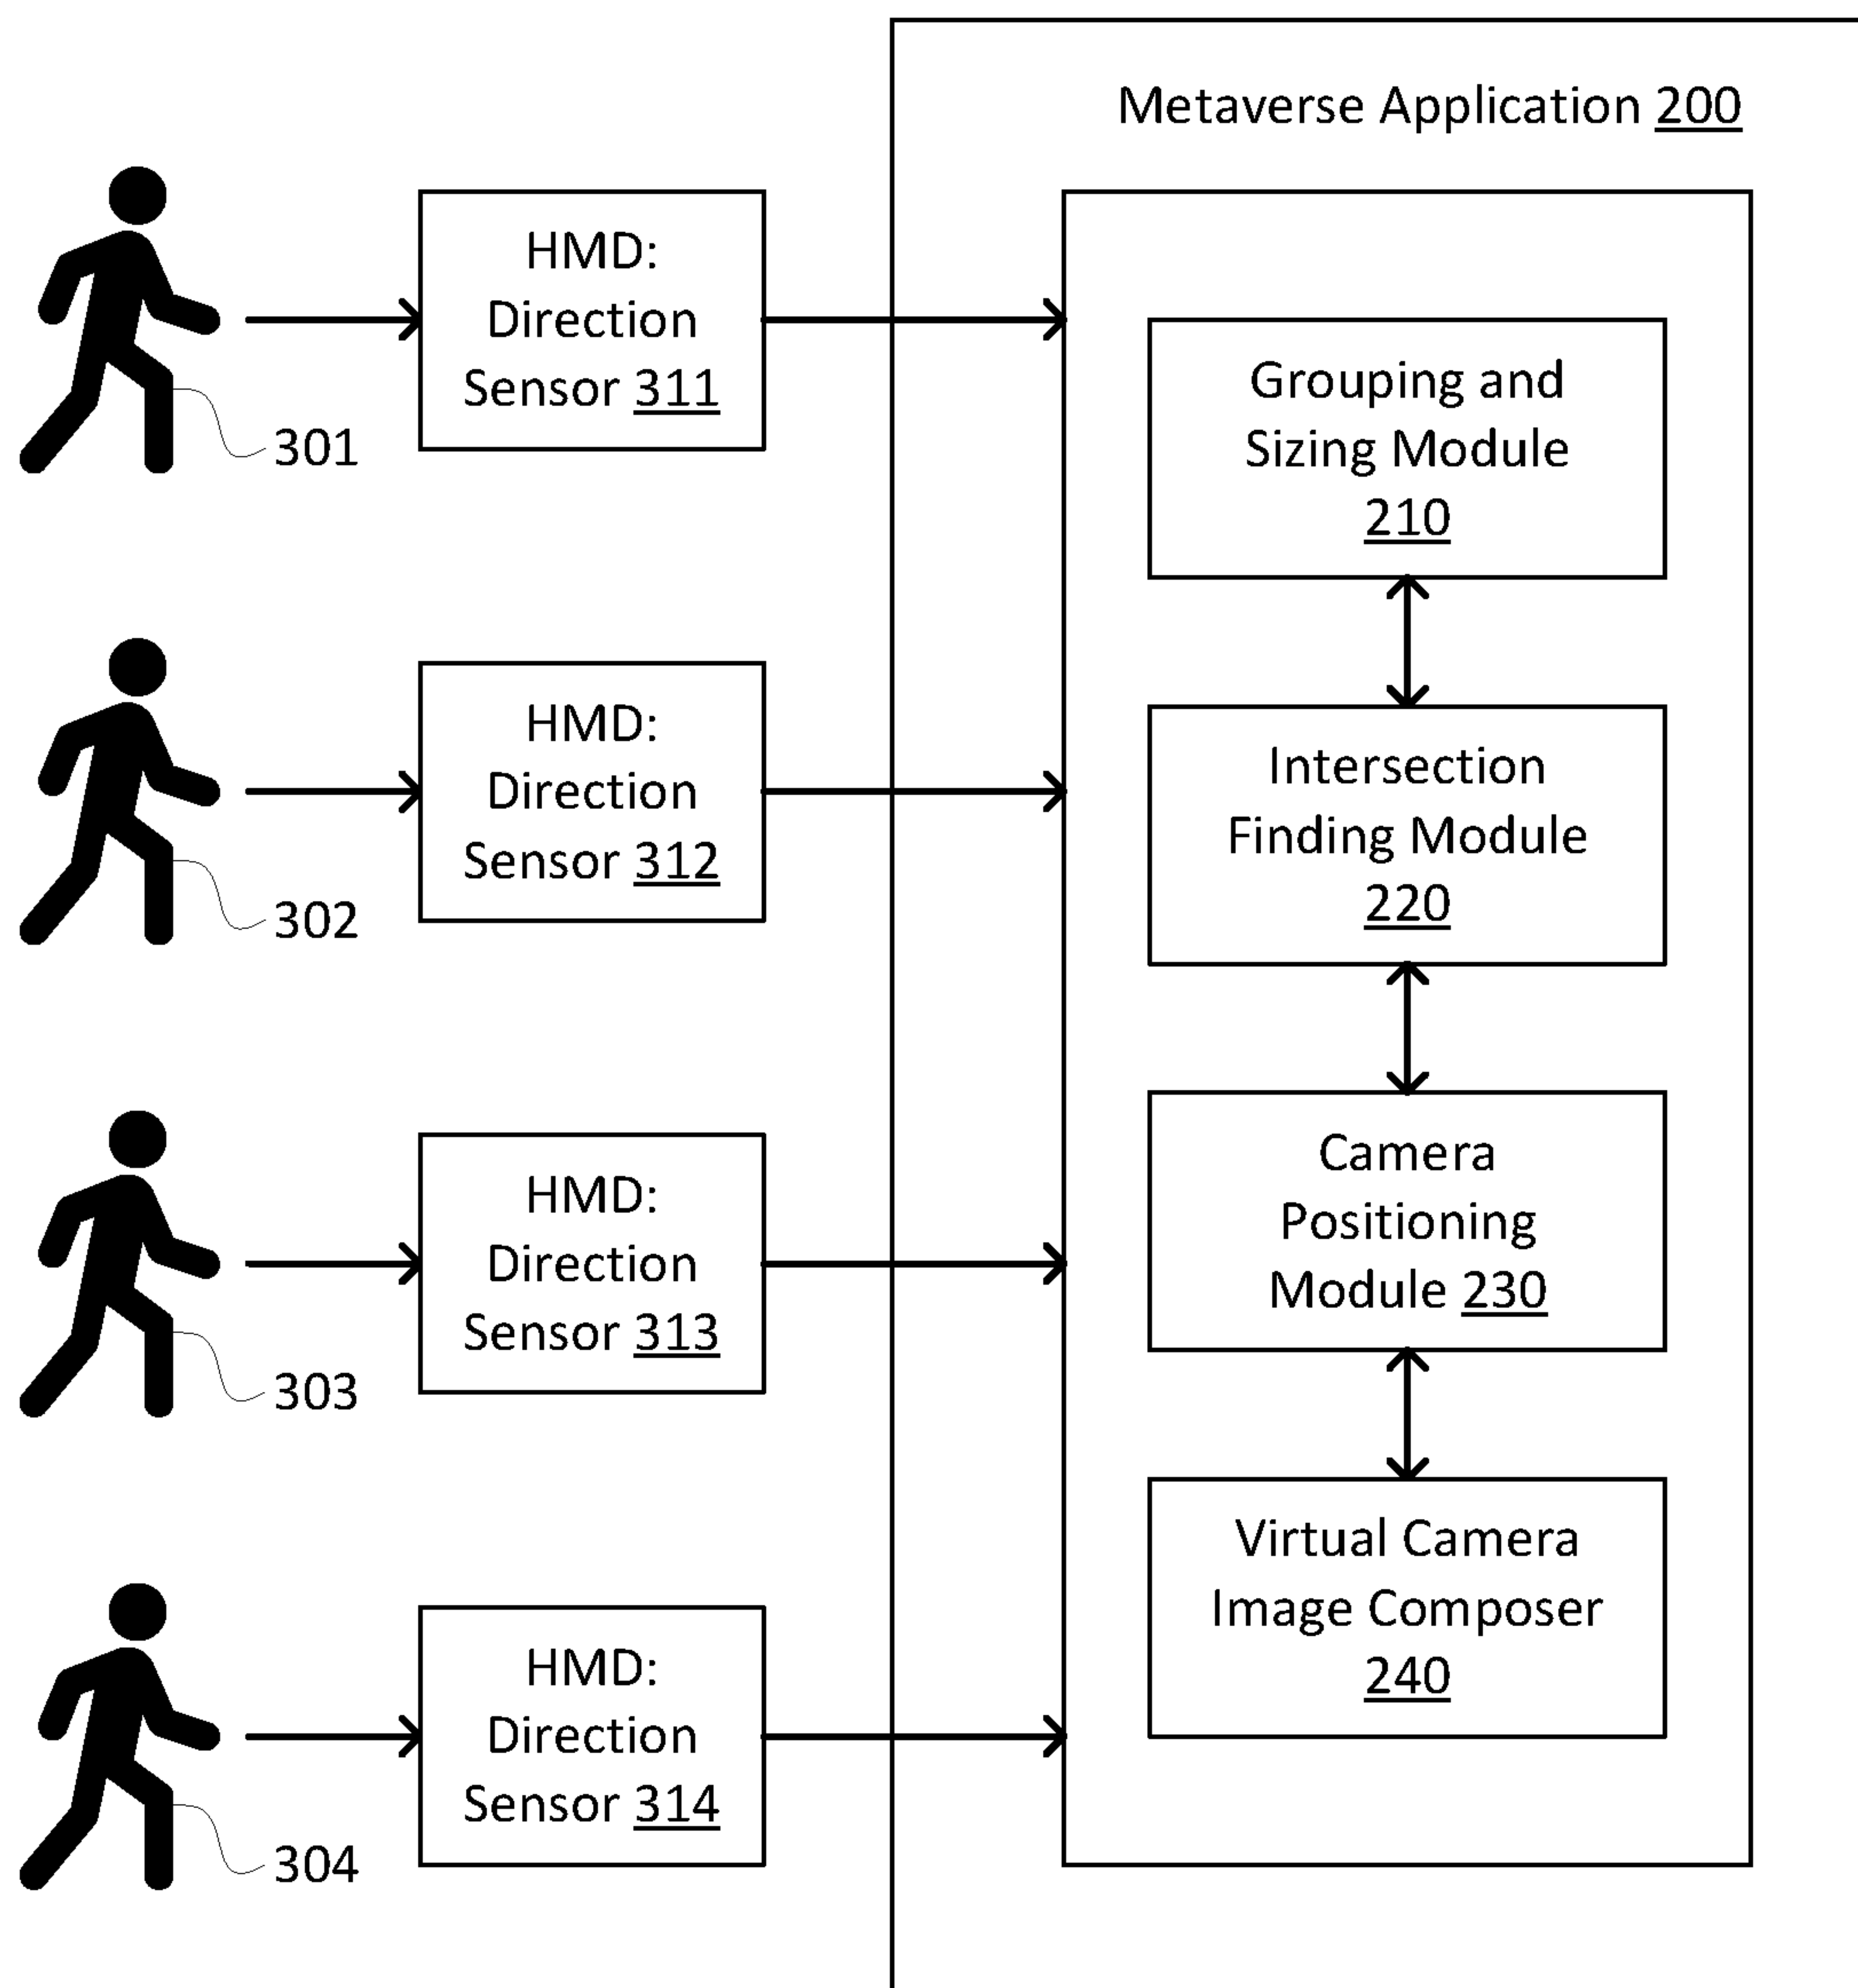 Metaverse Application 200
HMD:
Direction
Sensor 311
301
HMD:
Direction
Sensor 312
302
HMD:
Direction
Sensor 313
303
HMD:
Direction
Sensor 314
304
Grouping and
Sizing Module
210
Intersection
Finding Module
220
Camera
Positioning
Module 230
Virtual Camera
Image Composer
240